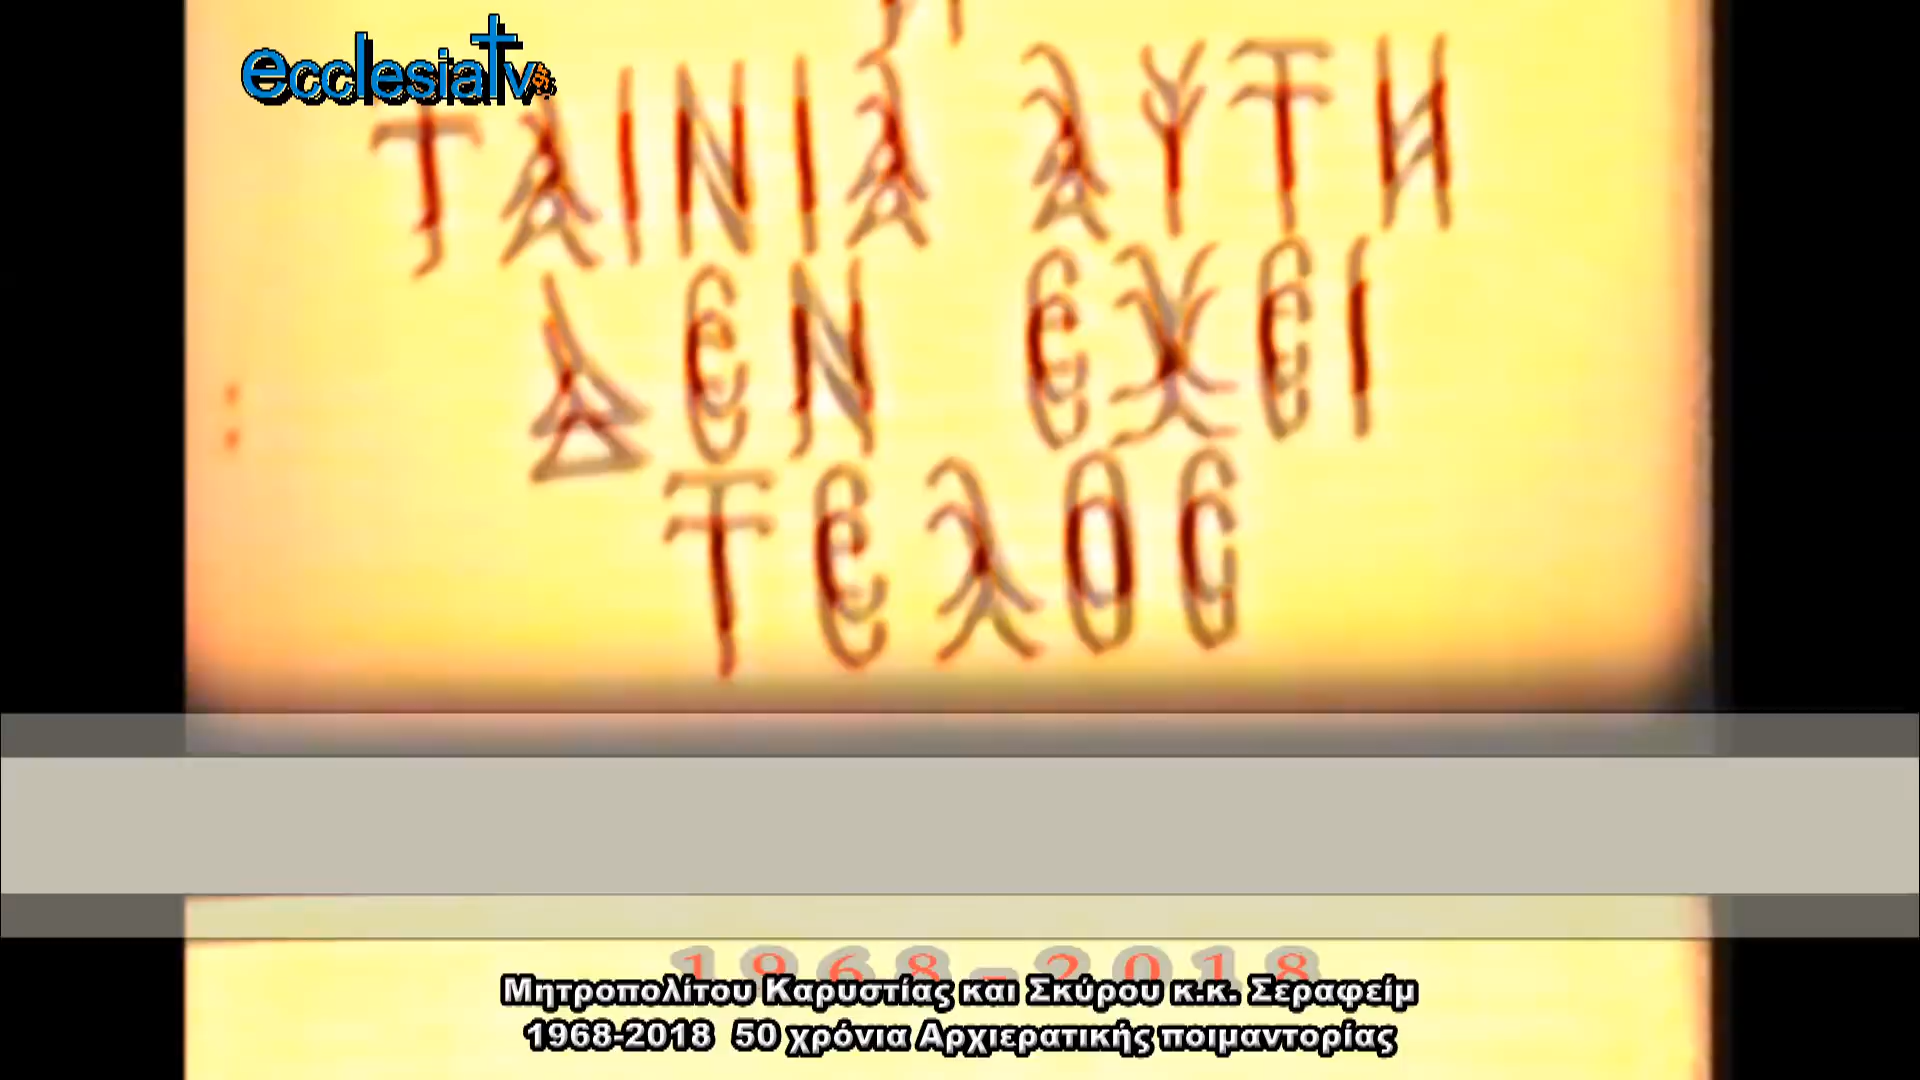 ecclesiaTV
ΤΑΙΝΙΑ ΑΥΤΗ
ΔΕΝ ΕΧΕΙ
ΤΕΛΟΣ
1968-2018
Μητροπολίτου Καρυστίας και Σκύρου κ.κ. Σεραφείμ
1968-2018 50 χρόνια Αρχιερατικής ποιμαντορίας